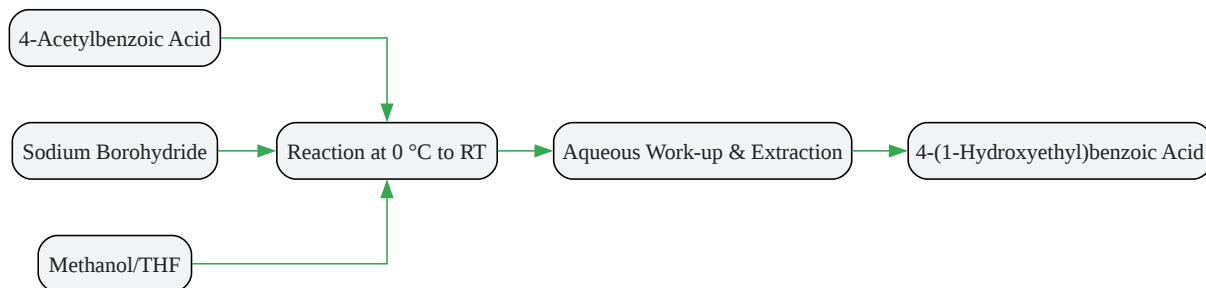 4-Acetylbenzoic Acid
Sodium Borohydride
Reaction at 0 °C to RT
Aqueous Work-up & Extraction
4-(1-Hydroxyethyl)benzoic Acid
Methanol/THF